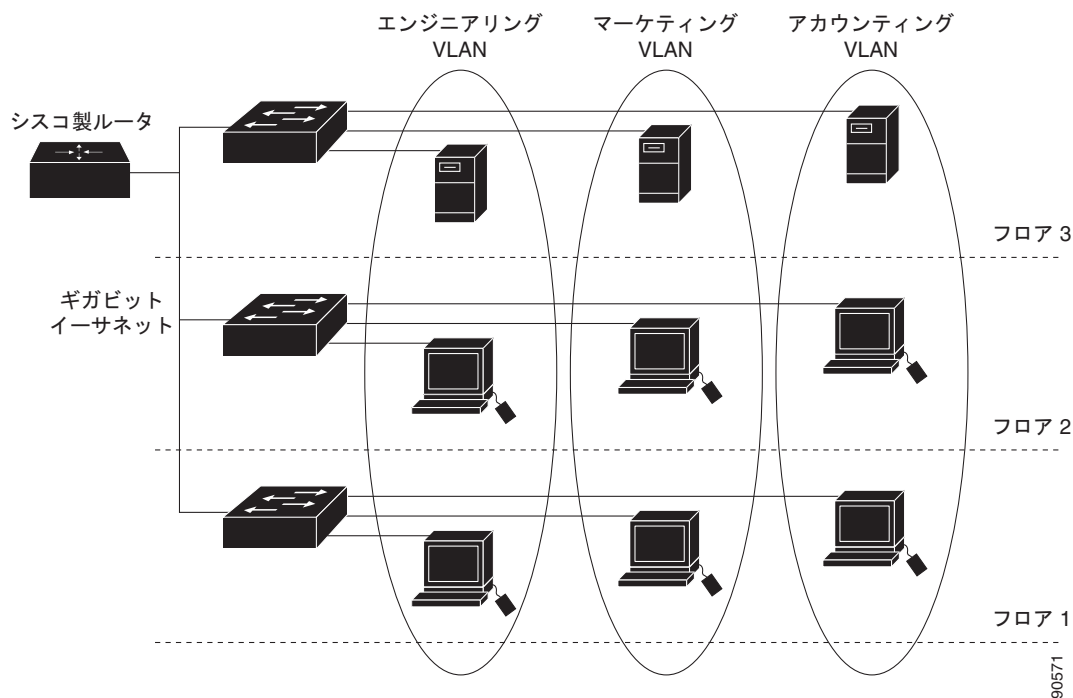 エンジニアリング
VLAN
マーケティング
VLAN
アカウンティング
VLAN
シスコ製ルータ
フロア 3
ギガビット
イーサネット
フロア 2
フロア 1
90571